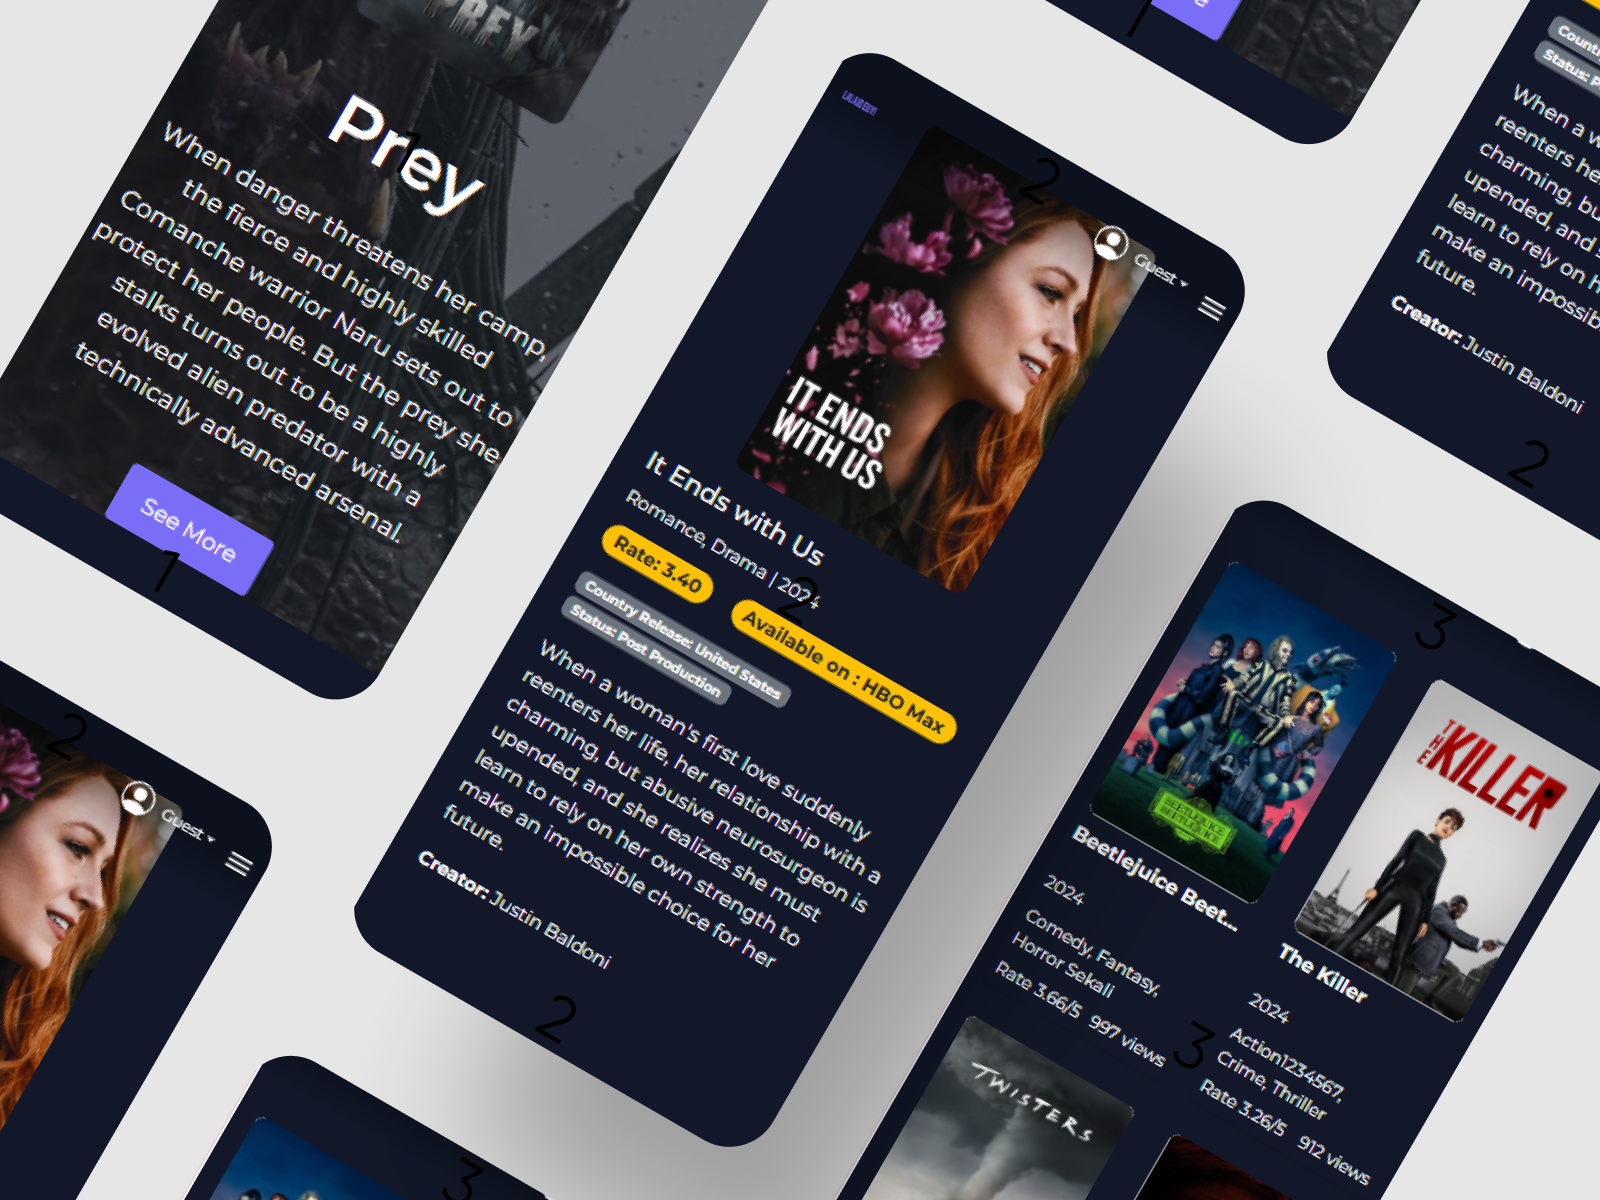 PREY
Prey
1
When danger threatens her camp,
the fierce and highly skilled
Comanche warrior Naru sets out to
protect her people. But the prey she
stalks turns out to be a highly
evolved alien predator with a
technically advanced arsenal.
See More
1
2
Guest
IT ENDS
WITH US
It Ends with Us
Romance, Drama | 2024
2
Rate: 3.40
Available on : HBO Max
Country Release: United States
Status: Post Production
When a woman's first love suddenly
reenters her life, her relationship with a
charming, but abusive neurosurgeon is
upended, and she realizes she must
learn to rely on her own strength to
make an impossible choice for her
future.
Creator: Justin Baldoni
2
1
Status: P
When a w
reenters he
charming, bu
upended, and s
learn to rely on h
make an impossib
future.
Creator: Justin Baldoni
2
3
BEETLEJUICE
BEETLEJUICE
Beetlejuice Beet...
2024
Comedy, Fantasy,
Horror Sekali
Rate 3.66/5 997 views
THE
KILLER
The Killer
2024
Action1234567,
Crime, Thriller
Rate 3.26/5 912 views
3
TWISTERS
2
Guest
3